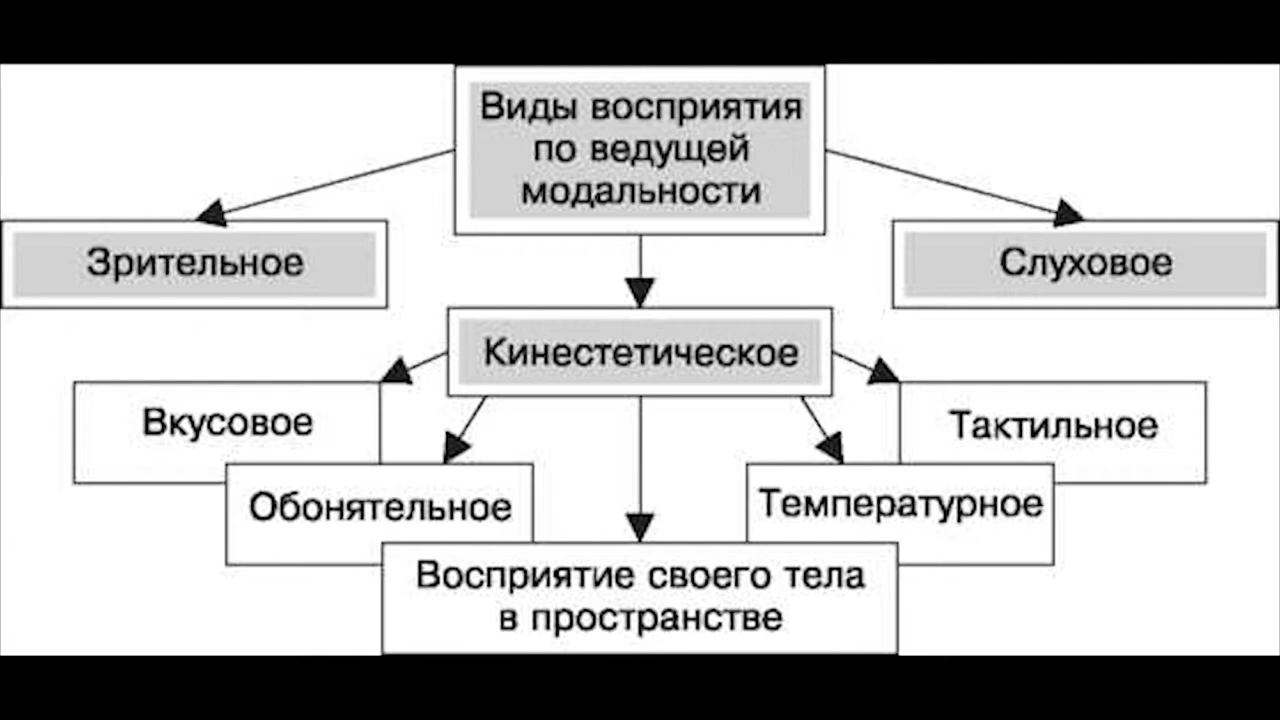 Виды восприятия
по ведущей
модальности
Зрительное
Слуховое
Кинестетическое
Вкусовое
Тактильное
Обонятельное
Температурное
Восприятие своего тела
в пространстве